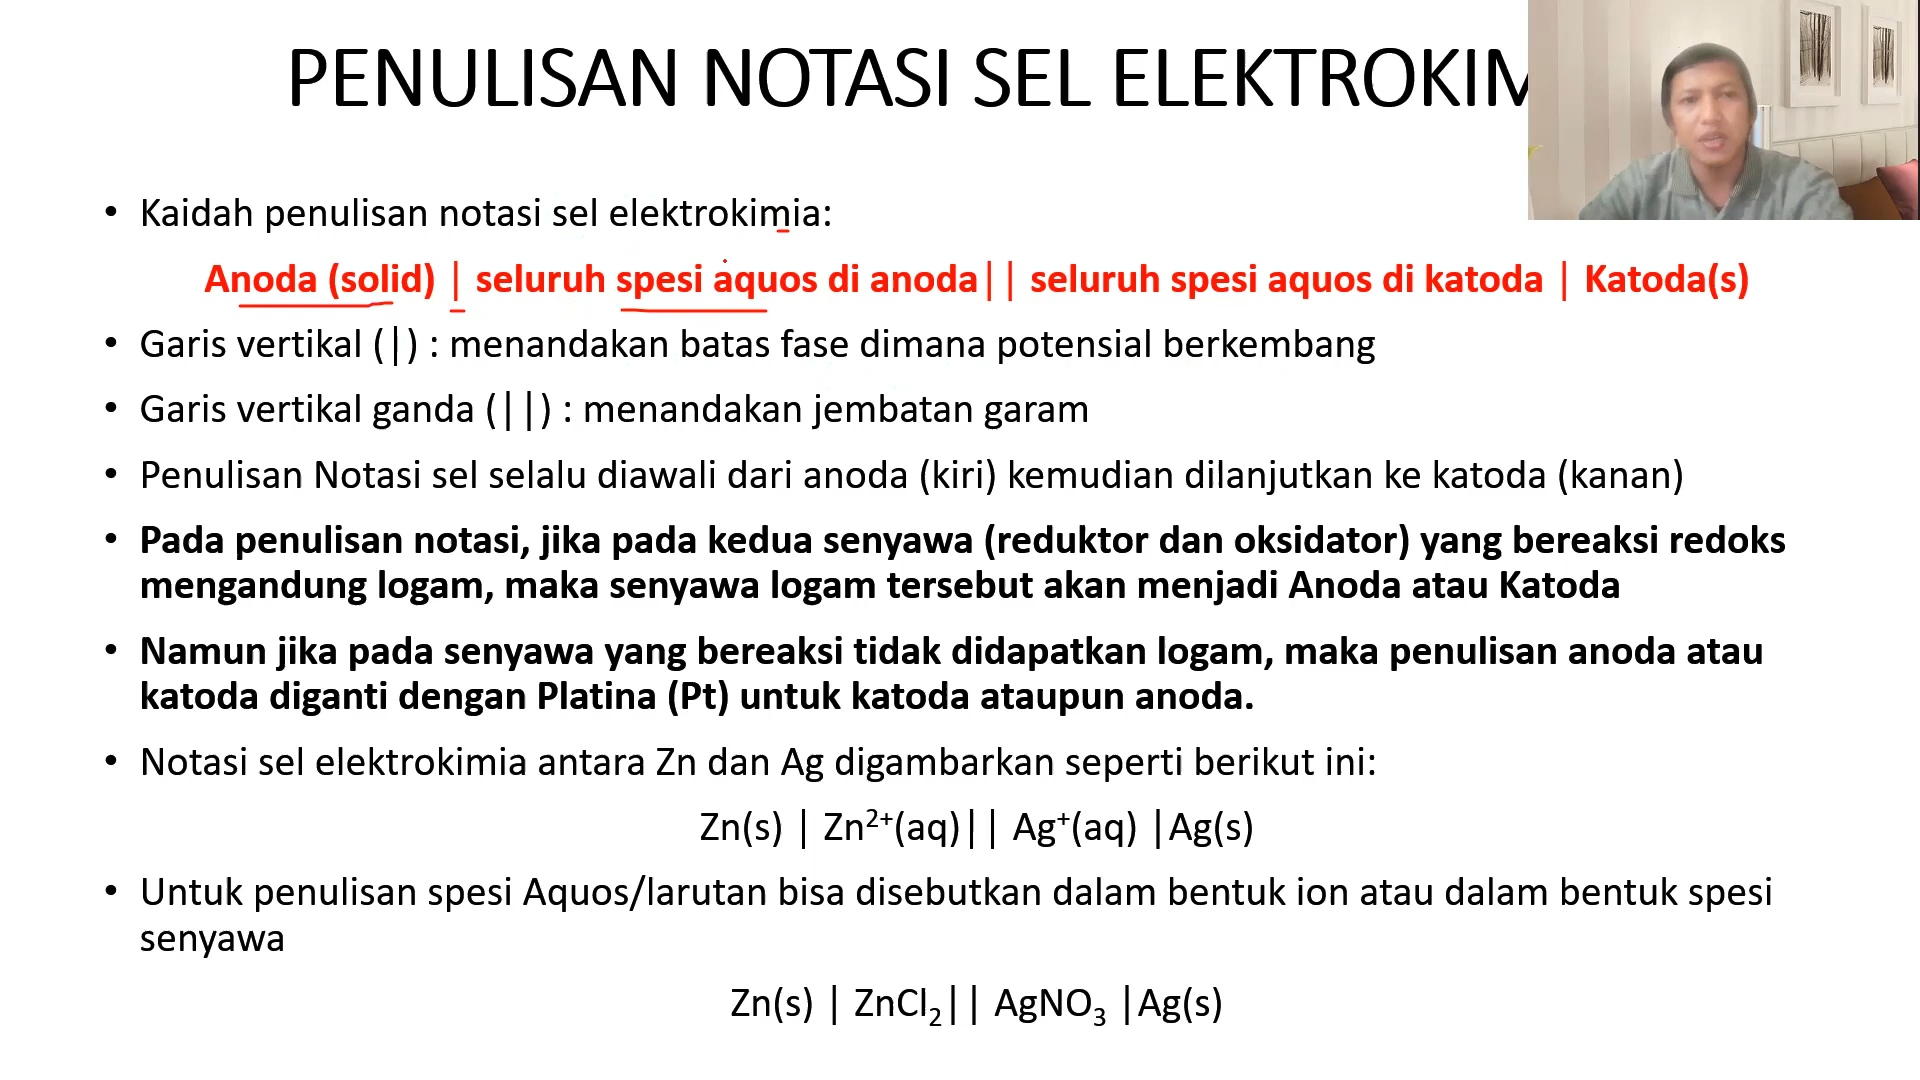 PENULISAN NOTASI SEL ELEKTROKIM
• Kaidah penulisan notasi sel elektrokimia:
Anoda (solid) | seluruh spesi aquos di anoda|| seluruh spesi aquos di katoda | Katoda(s)
• Garis vertikal (|) : menandakan batas fase dimana potensial berkembang
• Garis vertikal ganda (||) : menandakan jembatan garam
• Penulisan Notasi sel selalu diawali dari anoda (kiri) kemudian dilanjutkan ke katoda (kanan)
• Pada penulisan notasi, jika pada kedua senyawa (reduktor dan oksidator) yang bereaksi redoks
mengandung logam, maka senyawa logam tersebut akan menjadi Anoda atau Katoda
• Namun jika pada senyawa yang bereaksi tidak didapatkan logam, maka penulisan anoda atau
katoda diganti dengan Platina (Pt) untuk katoda ataupun anoda.
• Notasi sel elektrokimia antara Zn dan Ag digambarkan seperti berikut ini:
Zn(s) | Zn²⁺(aq)|| Ag⁺(aq) |Ag(s)
• Untuk penulisan spesi Aquos/larutan bisa disebutkan dalam bentuk ion atau dalam bentuk spesi
senyawa
Zn(s) | ZnCl₂|| AgNO₃ |Ag(s)